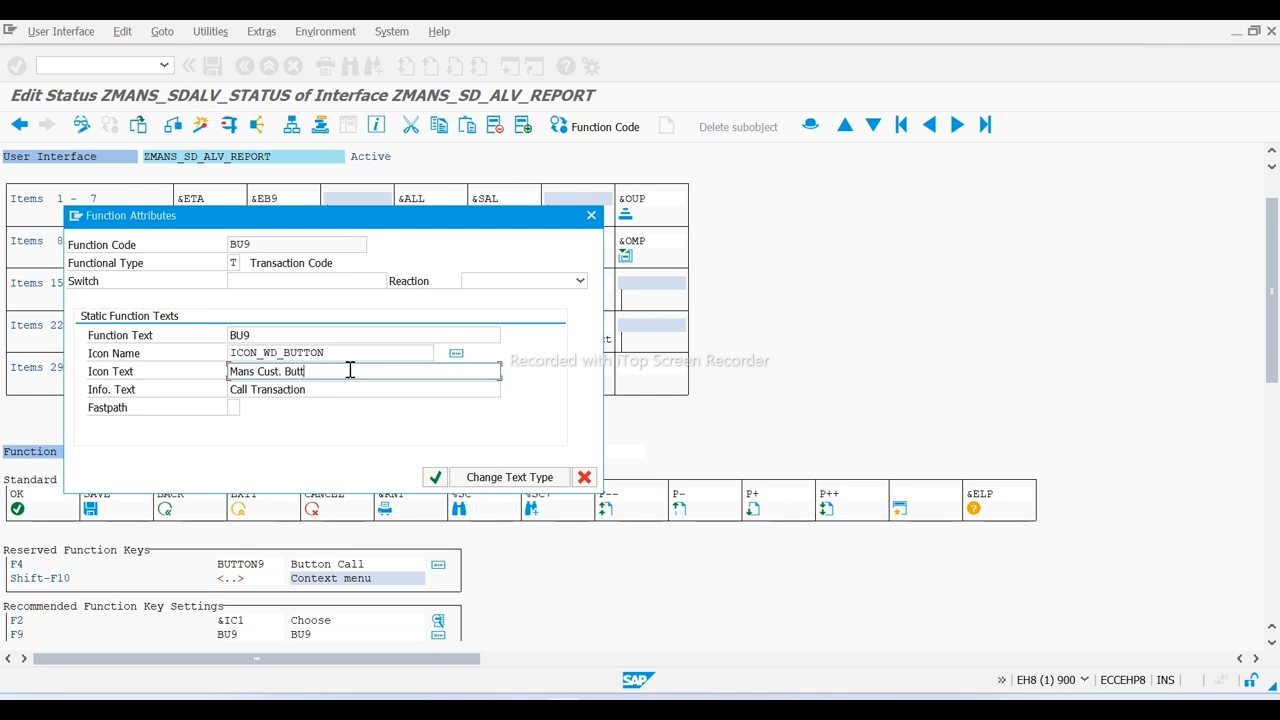 User Interface Edit Goto Utilities Extras Environment System Help
Edit Status ZMANS_SDALV_STATUS of Interface ZMANS_SD_ALV_REPORT
Function Code Delete subobject
User Interface ZMANS_SD_ALV_REPORT Active
Items 1 - 7 &ETA &EB9 &ALL &SAL &OUP
Function Attributes
Items 8 &OMP
Function Code BU9
Functional Type T Transaction Code
Switch Reaction
Items 15
Static Function Texts
Items 22
Function Text BU9
Icon Name ICON_WD_BUTTON
Recorded with iTop Screen Recorder
Items 29
Icon Text Mans Cust. Butt
Info. Text Call Transaction
Fastpath
Function
Change Text Type
Standard
OK SAVE BACK EXIT CANCEL &RNT %SC %SC+ P-- P- P+ P++ &ELP
Reserved Function Keys
F4 BUTTON9 Button Call
Shift-F10 <..> Context menu
Recommended Function Key Settings
F2 &IC1 Choose
F9 BU9 BU9
SAP
EH8 (1) 900 ECCEHP8 INS